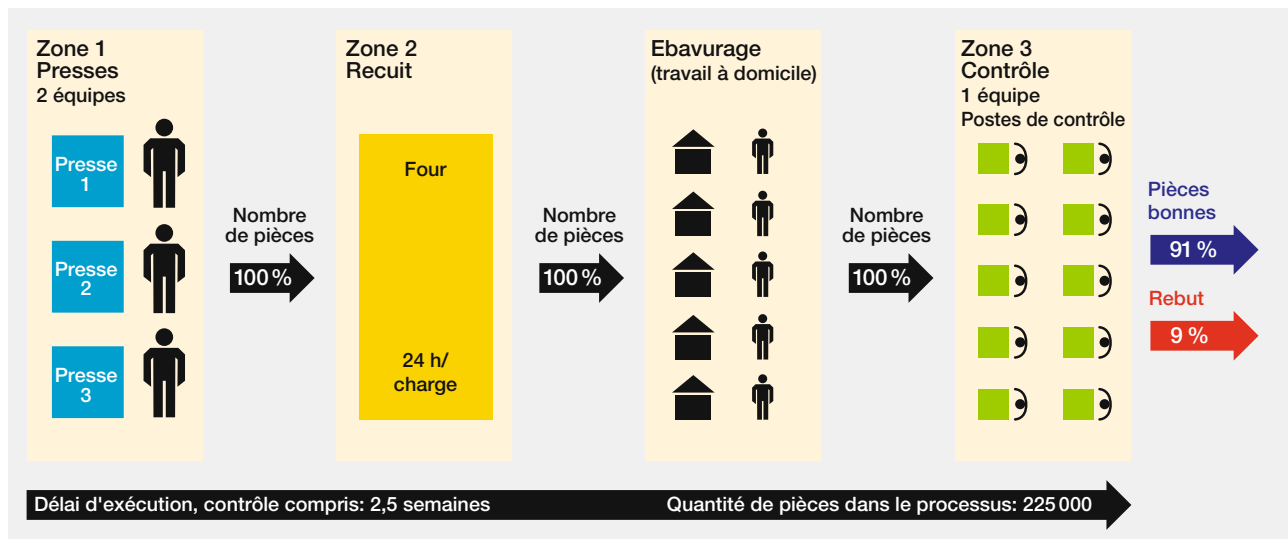 Zone 1
Presses
2 équipes
Presse
1
Presse
2
Presse
3
Nombre
de pièces
100 %
Zone 2
Recuit
Four
24 h/
charge
Nombre
de pièces
100 %
Ebavurage
(travail à domicile)
Nombre
de pièces
100 %
Zone 3
Contrôle
1 équipe
Postes de contrôle
Pièces
bonnes
91 %
Rebut
9 %
Délai d'exécution, contrôle compris: 2,5 semaines
Quantité de pièces dans le processus: 225 000